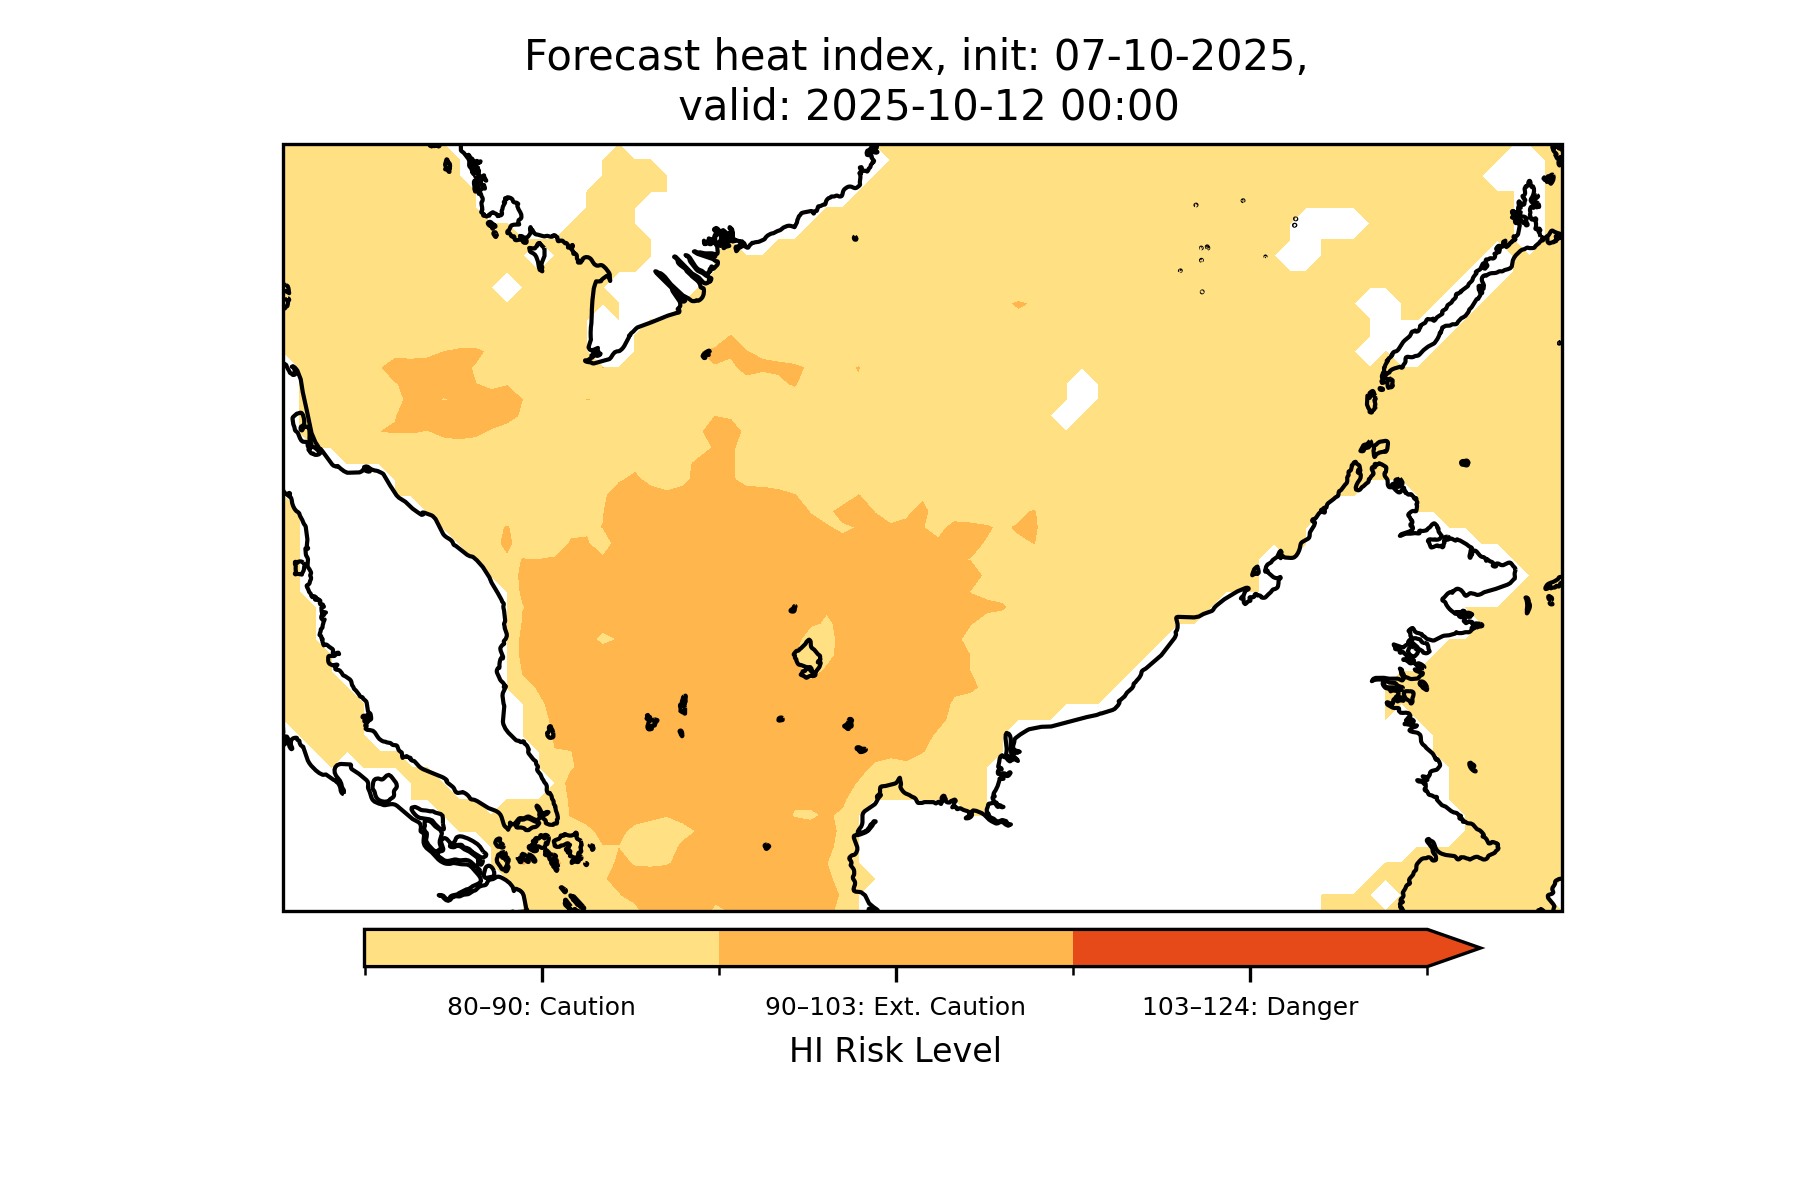 Forecast heat index, init: 07-10-2025,
valid: 2025-10-12 00:00
80–90: Caution
90–103: Ext. Caution
103–124: Danger
HI Risk Level